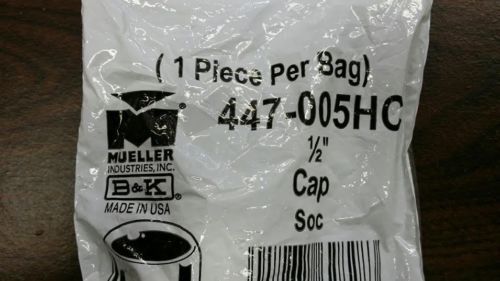 ( 1 Piece Per Bag)
447-005HC
½"
Cap
Soc
M®
MUELLER
INDUSTRIES, INC.
B&K®
MADE IN USA